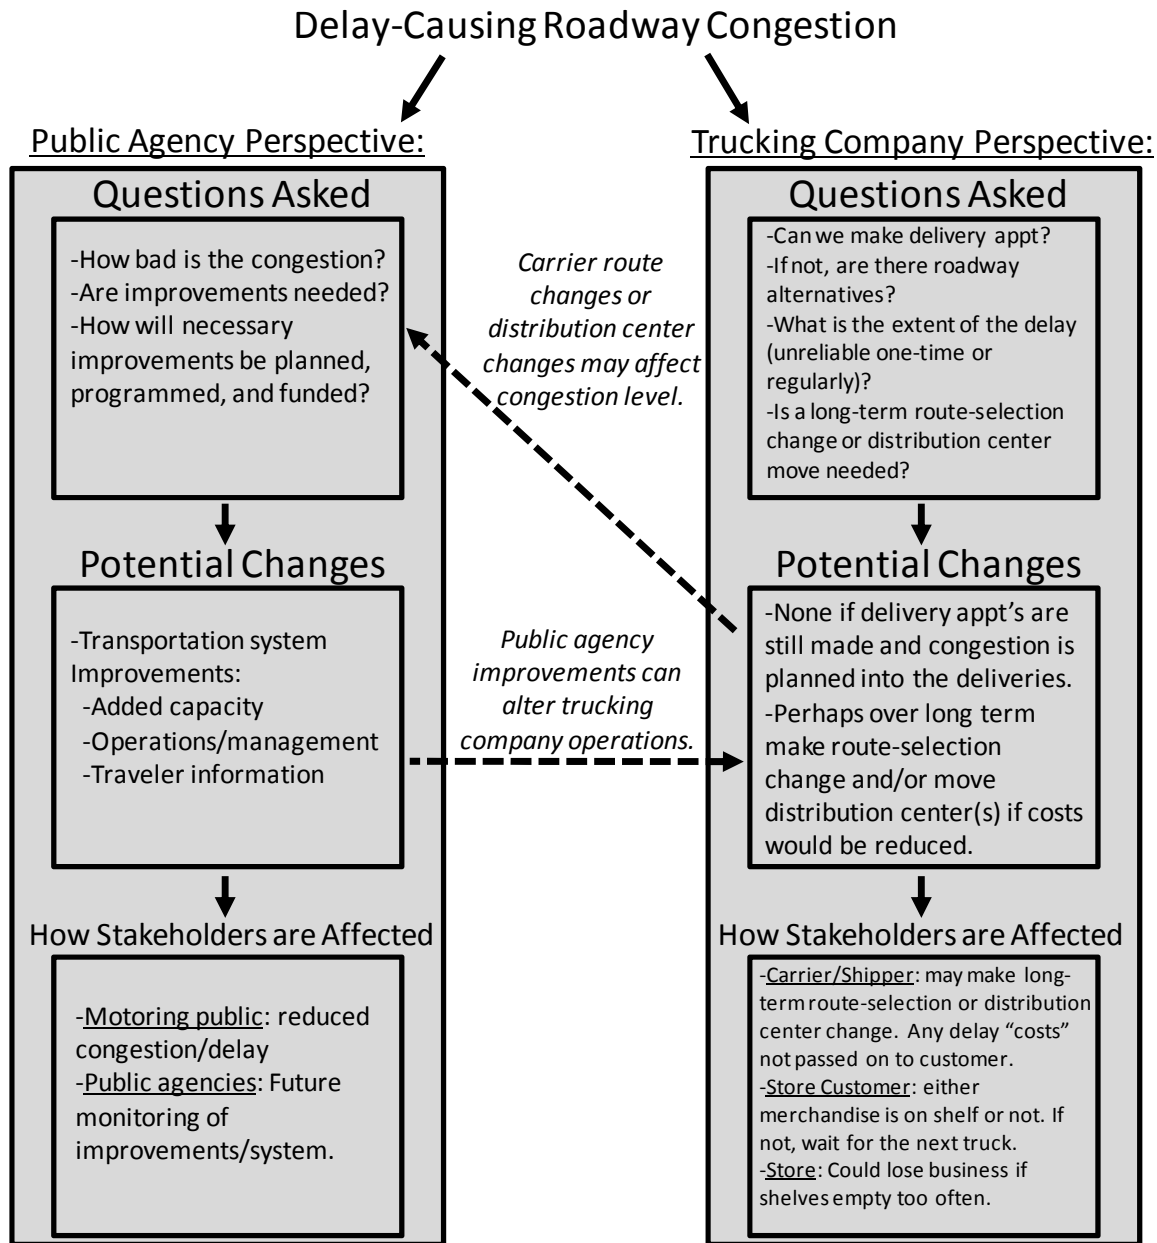 Delay-Causing Roadway Congestion
Public Agency Perspective:
Questions Asked
-How bad is the congestion?
-Are improvements needed?
-How will necessary
improvements be planned,
programmed, and funded?
Potential Changes
-Transportation system
Improvements:
-Added capacity
-Operations/management
-Traveler information
How Stakeholders are Affected
-Motoring public: reduced
congestion/delay
-Public agencies: Future
monitoring of
improvements/system.
Carrier route
changes or
distribution center
changes may affect
congestion level.
Public agency
improvements can
alter trucking
company operations.
Trucking Company Perspective:
Questions Asked
-Can we make delivery appt?
-If not, are there roadway
alternatives?
-What is the extent of the delay
(unreliable one-time or
regularly)?
-Is a long-term route-selection
change or distribution center
move needed?
Potential Changes
-None if delivery appt's are
still made and congestion is
planned into the deliveries.
-Perhaps over long term
make route-selection
change and/or move
distribution center(s) if costs
would be reduced.
How Stakeholders are Affected
-Carrier/Shipper: may make long-
term route-selection or distribution
center change. Any delay “costs”
not passed on to customer.
-Store Customer: either
merchandise is on shelf or not. If
not, wait for the next truck.
-Store: Could lose business if
shelves empty too often.